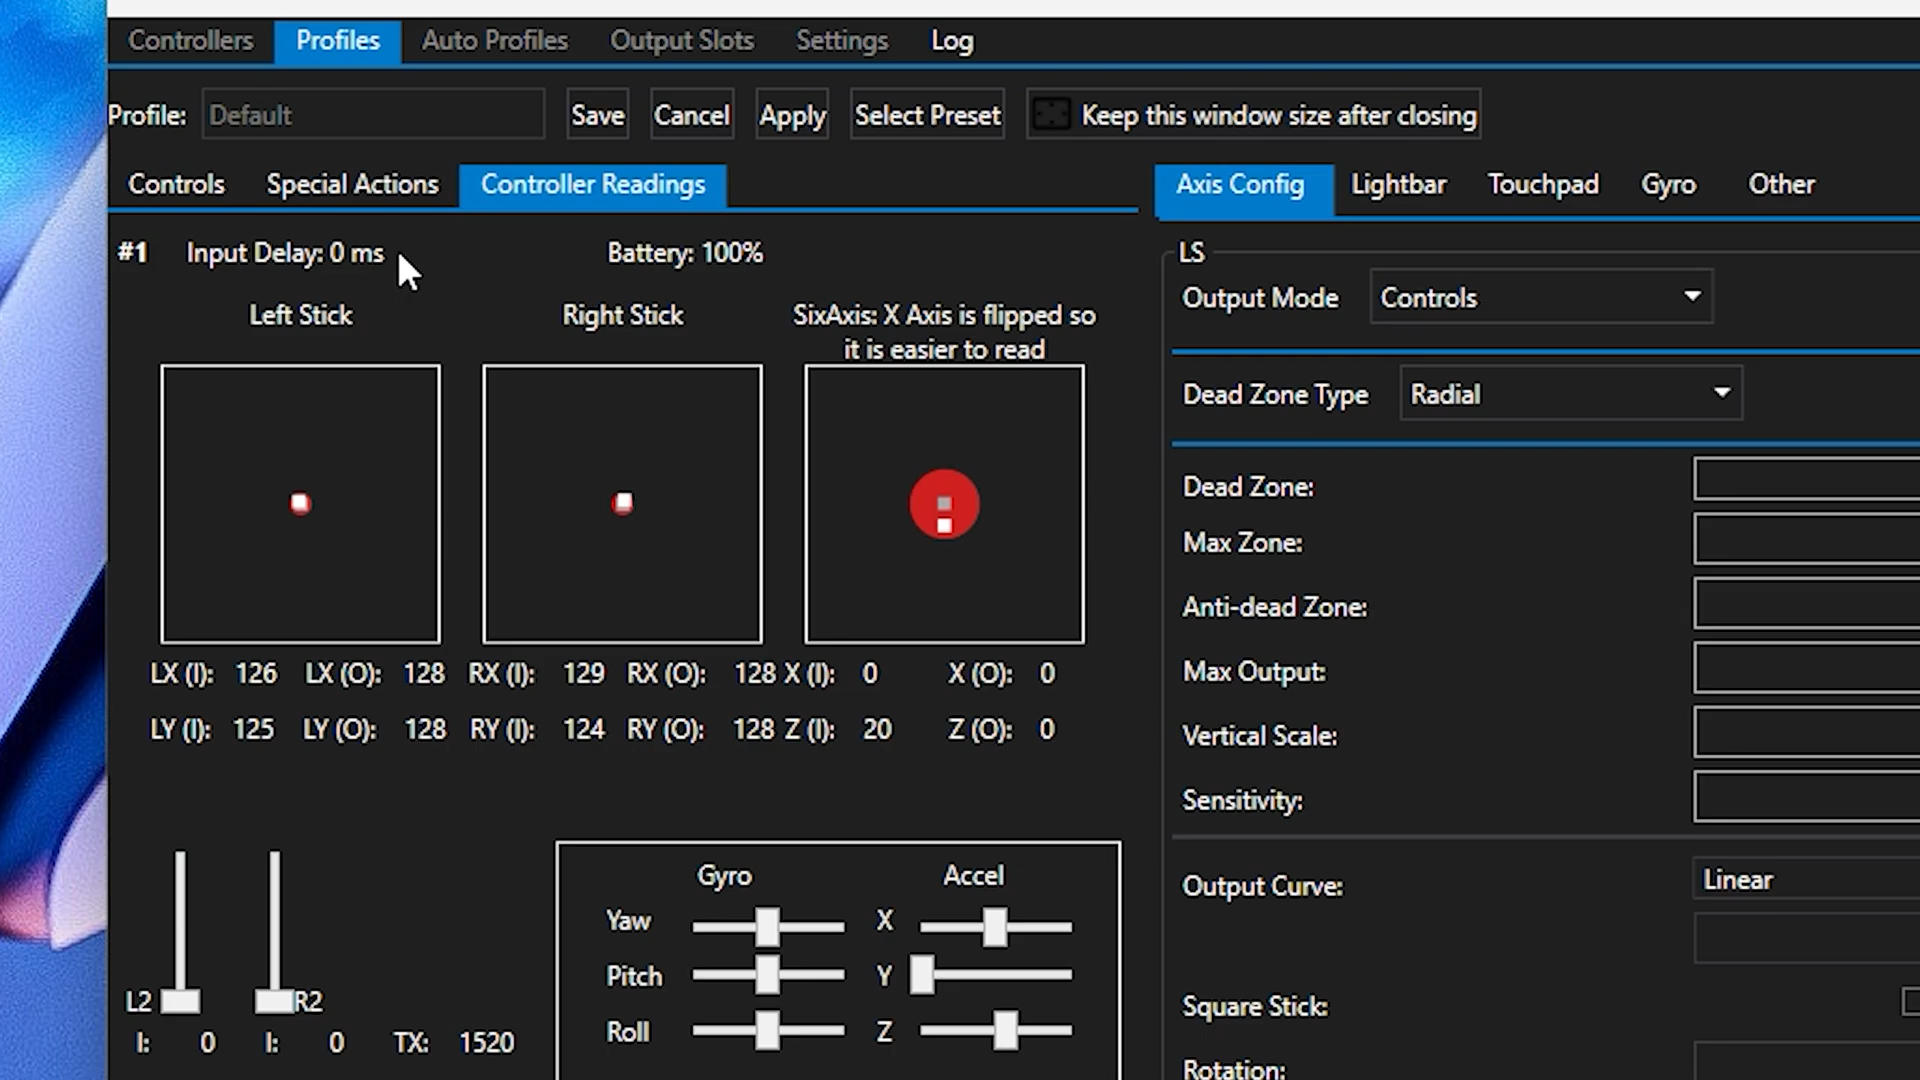 Controllers Profiles Auto Profiles Output Slots Settings Log
Profile: Default Save Cancel Apply Select Preset Keep this window size after closing
Controls Special Actions Controller Readings
Axis Config Lightbar Touchpad Gyro Other
#1 Input Delay: 0 ms Battery: 100%
Left Stick Right Stick SixAxis: X Axis is flipped so
it is easier to read
LX (I): 126 LX (O): 128 RX (I): 129 RX (O): 128 X (I): 0 X (O): 0
LY (I): 125 LY (O): 128 RY (I): 124 RY (O): 128 Z (I): 20 Z (O): 0
Gyro Accel
Yaw X
Pitch Y
L2 R2
Roll Z
I: 0 I: 0 TX: 1520
LS
Output Mode Controls
Dead Zone Type Radial
Dead Zone:
Max Zone:
Anti-dead Zone:
Max Output:
Vertical Scale:
Sensitivity:
Output Curve: Linear
Square Stick:
Rotation: